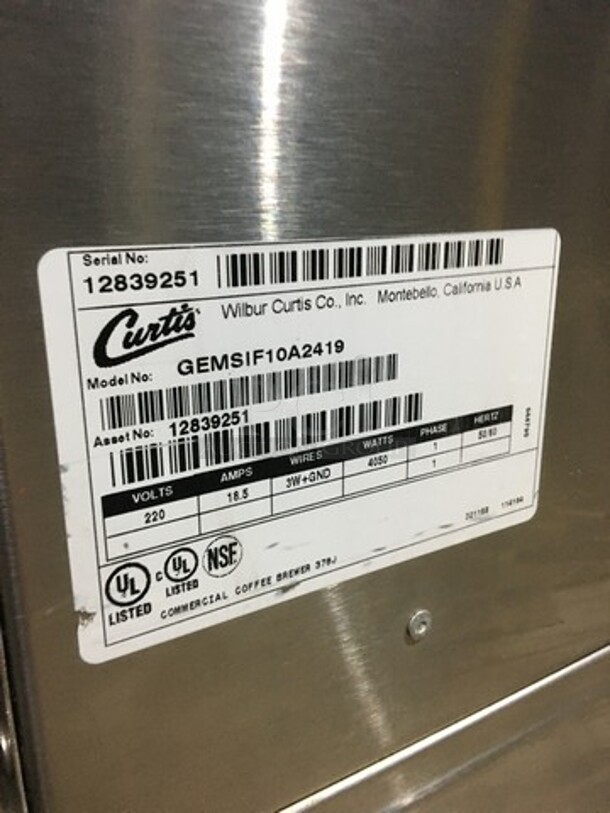 Serial No:
12839251
Curtis
Wilbur Curtis Co., Inc. Montebello, California U.S.A
Model No: GEMSIF10A2419
Asset No: 12839251
VOLTS AMPS WIRES WATTS PHASE HERTZ
220 18.5 3W+GND 4050 1 50/60
1
UL LISTED
C UL LISTED
NSF
COMMERCIAL COFFEE BREWER 378J